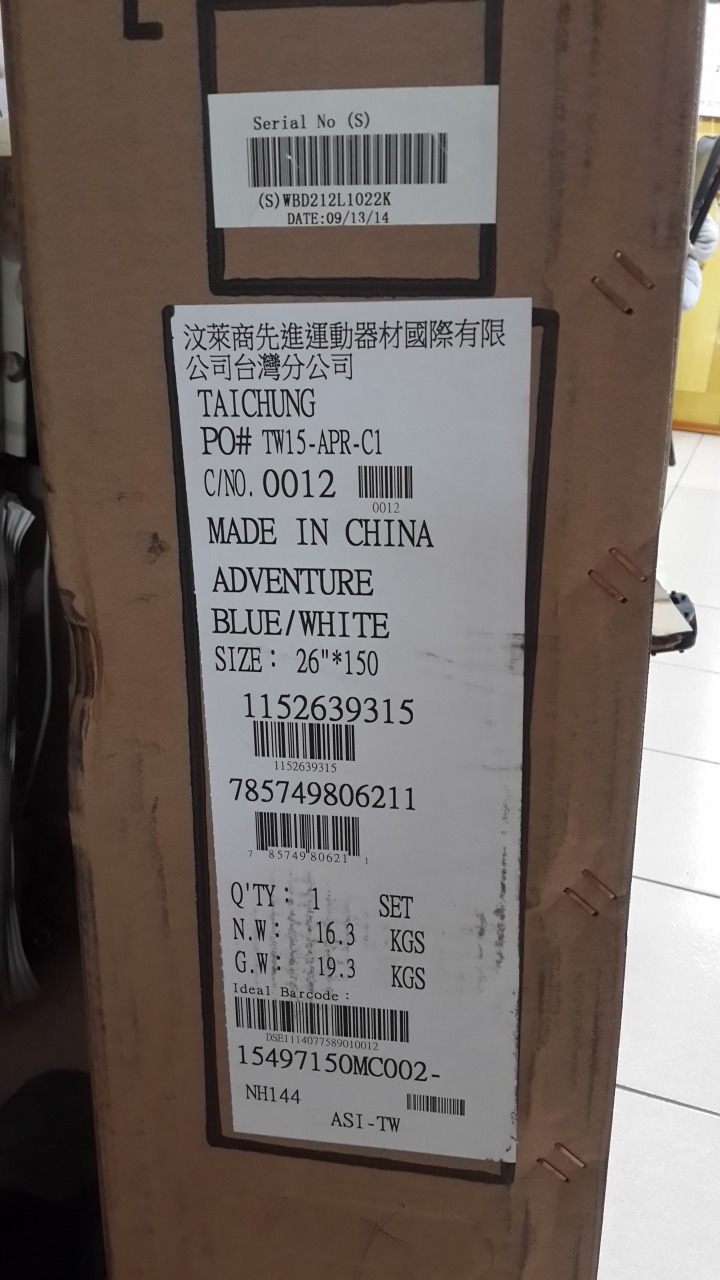 Serial No (S)
(S)WBD212L1022K
DATE:09/13/14
汶萊商先進運動器材國際有限
公司台灣分公司
TAICHUNG
PO# TW15-APR-C1
C/NO. 0012
0012
MADE IN CHINA
ADVENTURE
BLUE/WHITE
SIZE: 26"*150
1152639315
1152639315
785749806211
7 85749 80621 1
Q'TY: 1 SET
N.W: 16.3 KGS
G.W: 19.3 KGS
Ideal Barcode:
DSE1114077589010012
15497150MC002-
NH144
ASI-TW